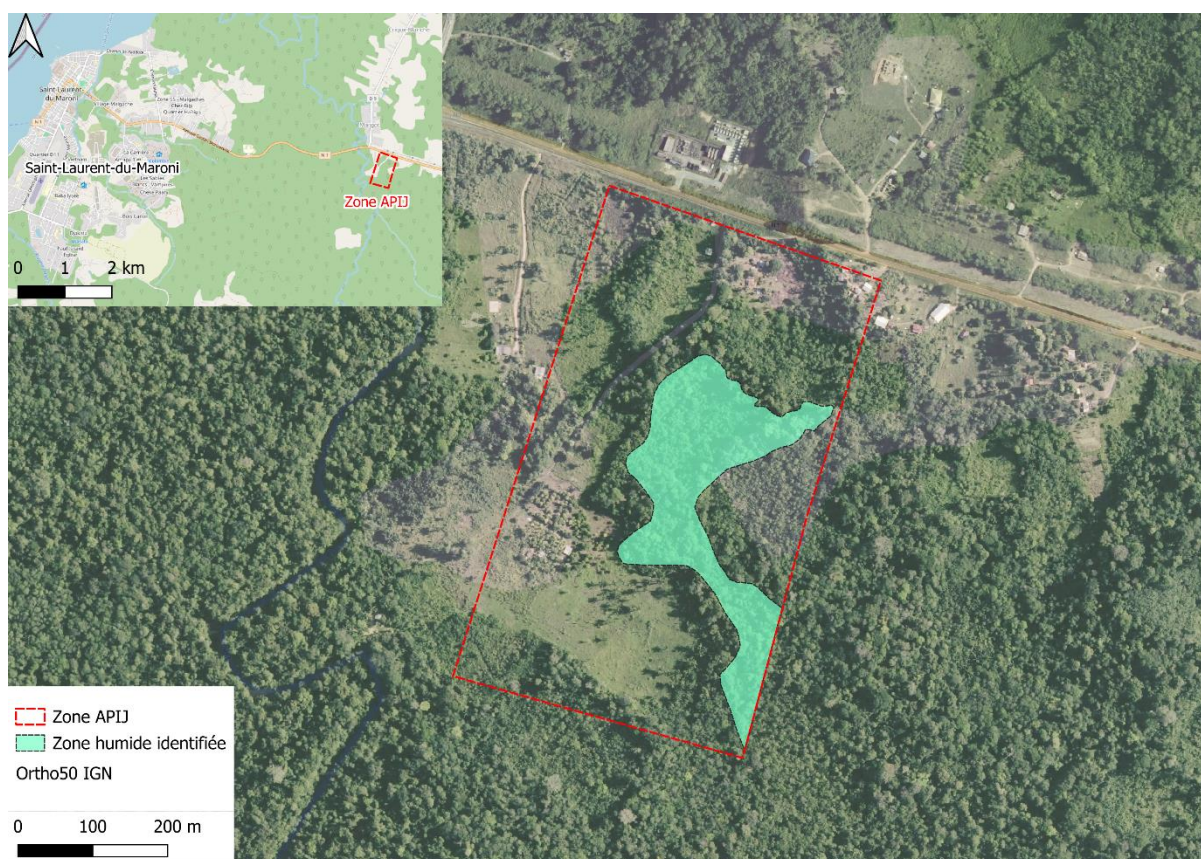 Saint-Laurent
du Maroni
Saint-Laurent-du-Maroni
Zone APIJ
0 1 2 km
Zone APIJ
Zone humide identifiée
Ortho50 IGN
0 100 200 m